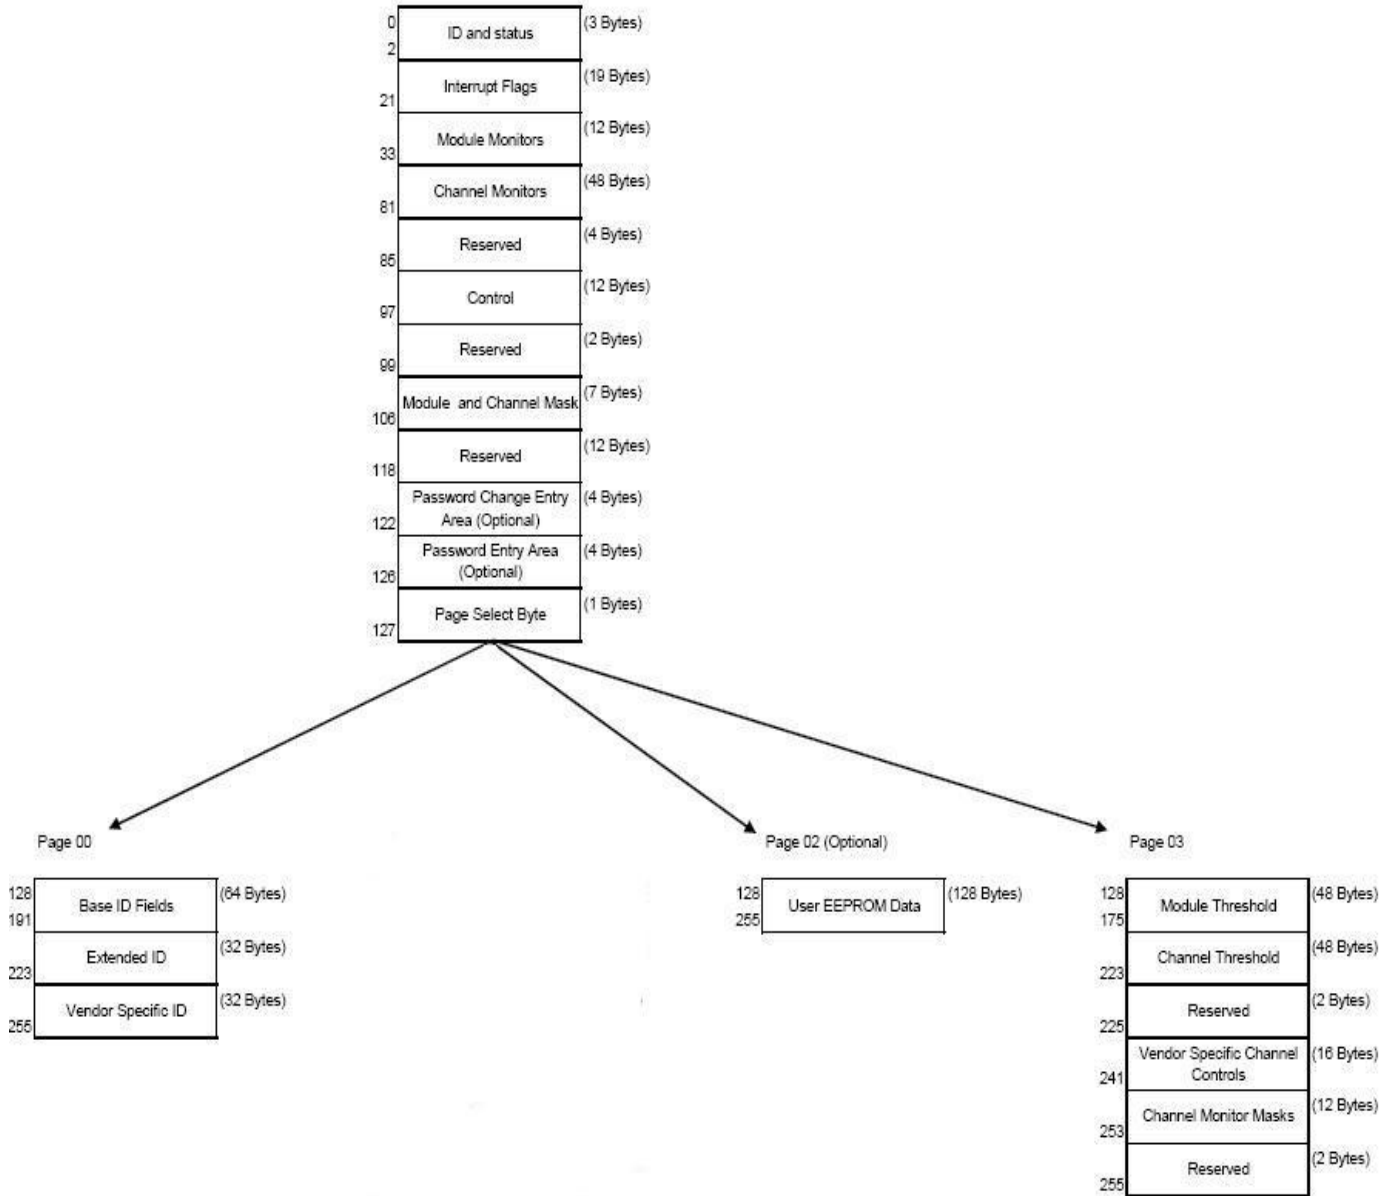 0
ID and status
(3 Bytes)
2
Interrupt Flags
(19 Bytes)
21
Module Monitors
(12 Bytes)
33
Channel Monitors
(48 Bytes)
81
Reserved
(4 Bytes)
85
Control
(12 Bytes)
97
Reserved
(2 Bytes)
99
Module and Channel Mask
(7 Bytes)
106
Reserved
(12 Bytes)
118
Password Change Entry
Area (Optional)
(4 Bytes)
122
Password Entry Area
(Optional)
(4 Bytes)
126
Page Select Byte
(1 Bytes)
127
Page 00
128
Base ID Fields
(64 Bytes)
191
Extended ID
(32 Bytes)
223
Vendor Specific ID
(32 Bytes)
255
Page 02 (Optional)
128
User EEPROM Data
(128 Bytes)
255
Page 03
128
Module Threshold
(48 Bytes)
175
Channel Threshold
(48 Bytes)
223
Reserved
(2 Bytes)
225
Vendor Specific Channel
Controls
(16 Bytes)
241
Channel Monitor Masks
(12 Bytes)
253
Reserved
(2 Bytes)
255